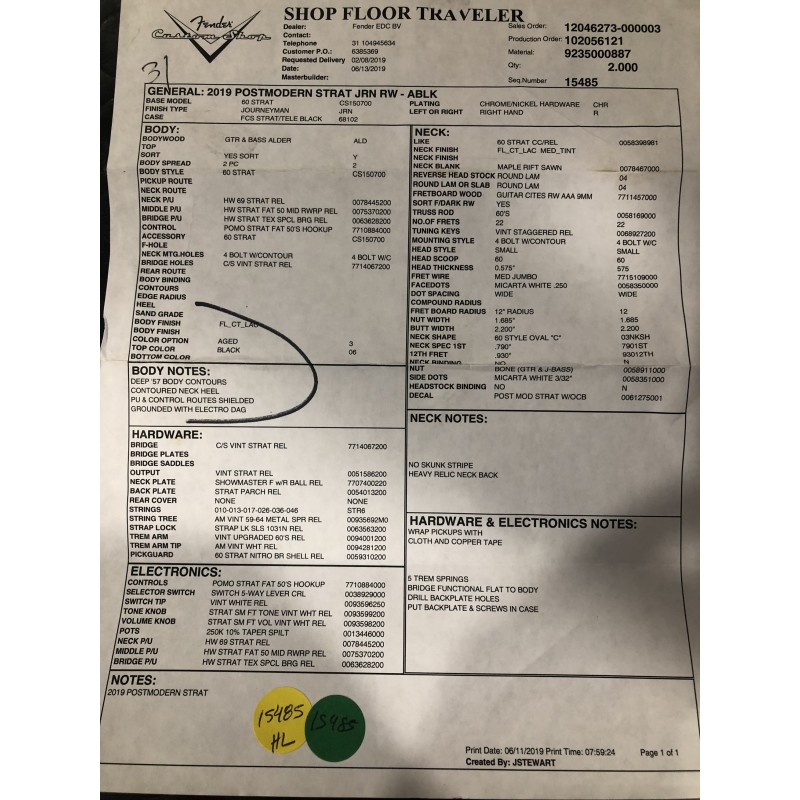 Fender
Custom Shop
SHOP FLOOR TRAVELER
Dealer: Fender EDC BV
Contact:
Telephone 31 104945634
Customer P.O.: 6385369
Requested Delivery 02/08/2019
Date: 06/13/2019
Masterbuilder:
Sales Order: 12046273-000003
Production Order: 102056121
Material: 9235000887
Qty: 2.000
Seq.Number 15485
31
GENERAL: 2019 POSTMODERN STRAT JRN RW - ABLK
BASE MODEL 60 STRAT CS150700 PLATING CHROME/NICKEL HARDWARE CHR
FINISH TYPE JOURNEYMAN JRN LEFT OR RIGHT RIGHT HAND R
CASE FCS STRAT/TELE BLACK 68102
BODY:
BODYWOOD GTR & BASS ALDER ALD
TOP
SORT YES SORT Y
BODY SPREAD 2 PC 2
BODY STYLE 60 STRAT CS150700
PICKUP ROUTE
NECK ROUTE
NECK P/U HW 69 STRAT REL 0078445200
MIDDLE P/U HW STRAT FAT 50 MID RWRP REL 0075370200
BRIDGE P/U HW STRAT TEX SPCL BRG REL 0063628200
CONTROL POMO STRAT FAT 50'S HOOKUP 7710884000
ACCESSORY 60 STRAT CS150700
F-HOLE
NECK MTG.HOLES 4 BOLT W/CONTOUR 4 BOLT W/C
BRIDGE HOLES C/S VINT STRAT REL 7714067200
REAR ROUTE
BODY BINDING
CONTOURS
EDGE RADIUS
HEEL
SAND GRADE
BODY FINISH FL_CT_LAC
BODY FINISH
COLOR OPTION AGED 3
TOP COLOR BLACK 06
BOTTOM COLOR
BODY NOTES:
DEEP '57 BODY CONTOURS
CONTOURED NECK HEEL
PU & CONTROL ROUTES SHIELDED
GROUNDED WITH ELECTRO DAG
HARDWARE:
BRIDGE C/S VINT STRAT REL 7714067200
BRIDGE PLATES
BRIDGE SADDLES
OUTPUT VINT STRAT REL 0051586200
NECK PLATE SHOWMASTER F w/R BALL REL 7707400220
BACK PLATE STRAT PARCH REL 0054013200
REAR COVER NONE NONE
STRINGS 010-013-017-026-036-046 STR6
STRING TREE AM VINT 59-64 METAL SPR REL 00935692M0
STRAP LOCK STRAP LK SLS 1031N REL 0063563200
TREM ARM VINT UPGRADED 60'S REL 0094001200
TREM ARM TIP AM VINT WHT REL 0094281200
PICKGUARD 60 STRAT NITRO BR SHELL REL 0059310200
ELECTRONICS:
CONTROLS POMO STRAT FAT 50'S HOOKUP 7710884000
SELECTOR SWITCH SWITCH 5-WAY LEVER CRL 0038929000
SWITCH TIP VINT WHITE REL 0093596250
TONE KNOB STRAT SM FT TONE VINT WHT REL 0093599200
VOLUME KNOB STRAT SM FT VOL VINT WHT REL 0093598200
POTS 250K 10% TAPER SPILT 0013446000
NECK P/U HW 69 STRAT REL 0078445200
MIDDLE P/U HW STRAT FAT 50 MID RWRP REL 0075370200
BRIDGE P/U HW STRAT TEX SPCL BRG REL 0063628200
NECK:
LIKE 60 STRAT CC/REL 0058398981
NECK FINISH FL_CT_LAC MED_TINT
NECK FINISH
NECK BLANK MAPLE RIFT SAWN 0078467000
REVERSE HEAD STOCK ROUND LAM 04
ROUND LAM OR SLAB ROUND LAM 04
FRETBOARD WOOD GUITAR CITES RW AAA 9MM 7711457000
SORT F/DARK RW YES
TRUSS ROD 60'S 0058169000
NO.OF FRETS 22 22
TUNING KEYS VINT STAGGERED REL 0068927200
MOUNTING STYLE 4 BOLT W/CONTOUR 4 BOLT W/C
HEAD STYLE SMALL SMALL
HEAD SCOOP 60 60
HEAD THICKNESS 0.575" 575
FRET WIRE MED JUMBO 7715109000
FACEDOTS MICARTA WHITE .250 0058350000
DOT SPACING WIDE WIDE
COMPOUND RADIUS
FRET BOARD RADIUS 12" RADIUS 12
NUT WIDTH 1.685" 1.685
BUTT WIDTH 2.200" 2.200
NECK SHAPE 60 STYLE OVAL "C" 03NKSH
NECK SPEC 1ST .790" 7901ST
12TH FRET .930" 93012TH
NECK BINDING NO N
NUT BONE (GTR & J-BASS) 0058911000
SIDE DOTS MICARTA WHITE 3/32" 0058351000
HEADSTOCK BINDING NO N
DECAL POST MOD STRAT W/OCB 0061275001
NECK NOTES:
NO SKUNK STRIPE
HEAVY RELIC NECK BACK
HARDWARE & ELECTRONICS NOTES:
WRAP PICKUPS WITH
CLOTH AND COPPER TAPE
5 TREM SPRINGS
BRIDGE FUNCTIONAL FLAT TO BODY
DRILL BACKPLATE HOLES
PUT BACKPLATE & SCREWS IN CASE
NOTES:
2019 POSTMODERN STRAT
15485
HL
15485
Print Date: 06/11/2019 Print Time: 07:59:24 Page 1 of 1
Created By: JSTEWART